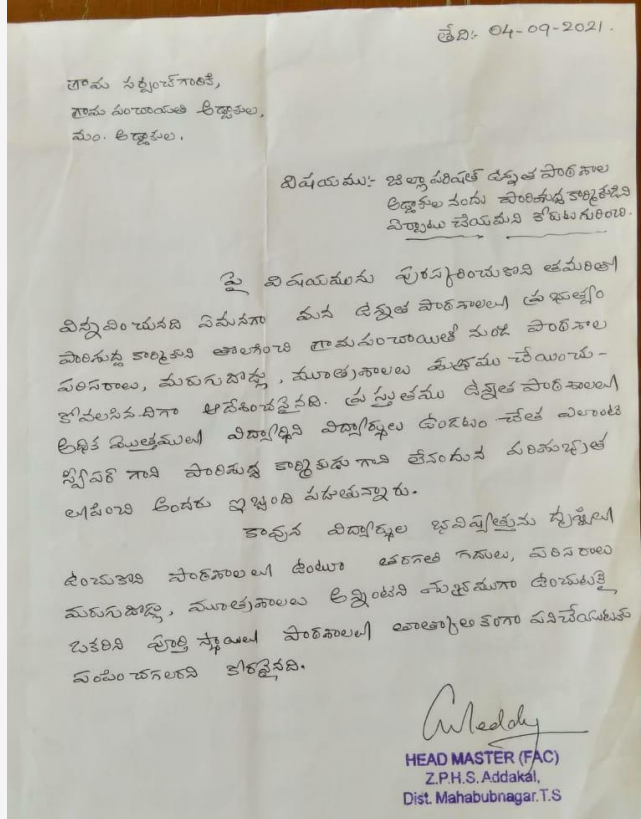 తేది:- 04-09-2021.
గ్రామ సర్పంచ్ గారికి,
గ్రామ పంచాయతి అడ్డాకుల,
మం. అడ్డాకుల.
విషయము:- జిల్లా పరిషత్ ఉన్నత పాఠశాల
అడ్డాకుల నందు పారిశుద్ధ కార్మికుడిని
ఏర్పాటు చేయమని కోరుట గురించి.
పై విషయమును పురస్కరించుకొని తమరితో
విన్నవించునది ఏమనగా మన ఉన్నత పాఠశాలలో ప్రభుత్వం
పారిశుద్ధ కార్మికుని తొలగించి గ్రామపంచాయితీ నుండి పాఠశాల
పరిసరాలు, మరుగుదొడ్లు, మూత్రశాలలు శుభ్రము చేయించు-
కోవలసినదిగా ఆదేశించనైనది. ప్రస్తుతము ఉన్నత పాఠశాలలో
అధిక మొత్తములో విద్యార్థిని విద్యార్థులు ఉండటం చేత ఎలాంటి
స్వీపర్ గాని పారిశుద్ధ కార్మికుడు గాని లేనందున పరిశుభ్రత
లోపించి అందరు ఇబ్బంది పడుతున్నారు.
కావున విద్యార్థుల భవిష్యత్తును దృష్టిలో
ఉంచుకొని పాఠశాలలో ఉంటూ తరగతి గదులు, పరిసరాలు
మరుగుదొడ్లు, మూత్రశాలలు అన్నింటిని శుభ్రముగా ఉంచుటకై
ఒకరిని పూర్తి స్థాయిలో పాఠశాలలో తాత్కాలికంగా పనిచేయుటకు
పంపించగలరని కోరనైనది.
HEAD MASTER (FAC)
Z.P.H.S. Addakal,
Dist. Mahabubnagar.T.S